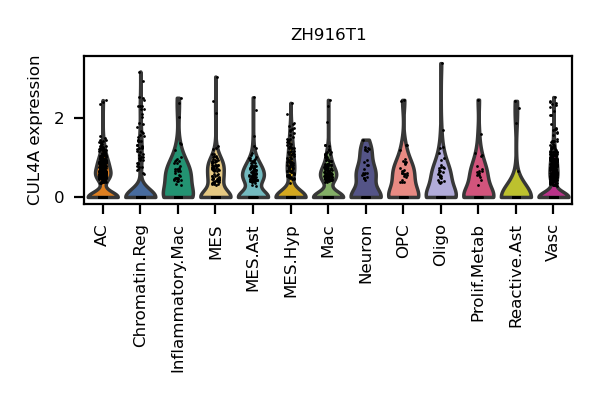 ZH916T1
CUL4A expression
2
0
AC
Chromatin.Reg
Inflammatory.Mac
MES
MES.Ast
MES.Hyp
Mac
Neuron
OPC
Oligo
Prolif.Metab
Reactive.Ast
Vasc